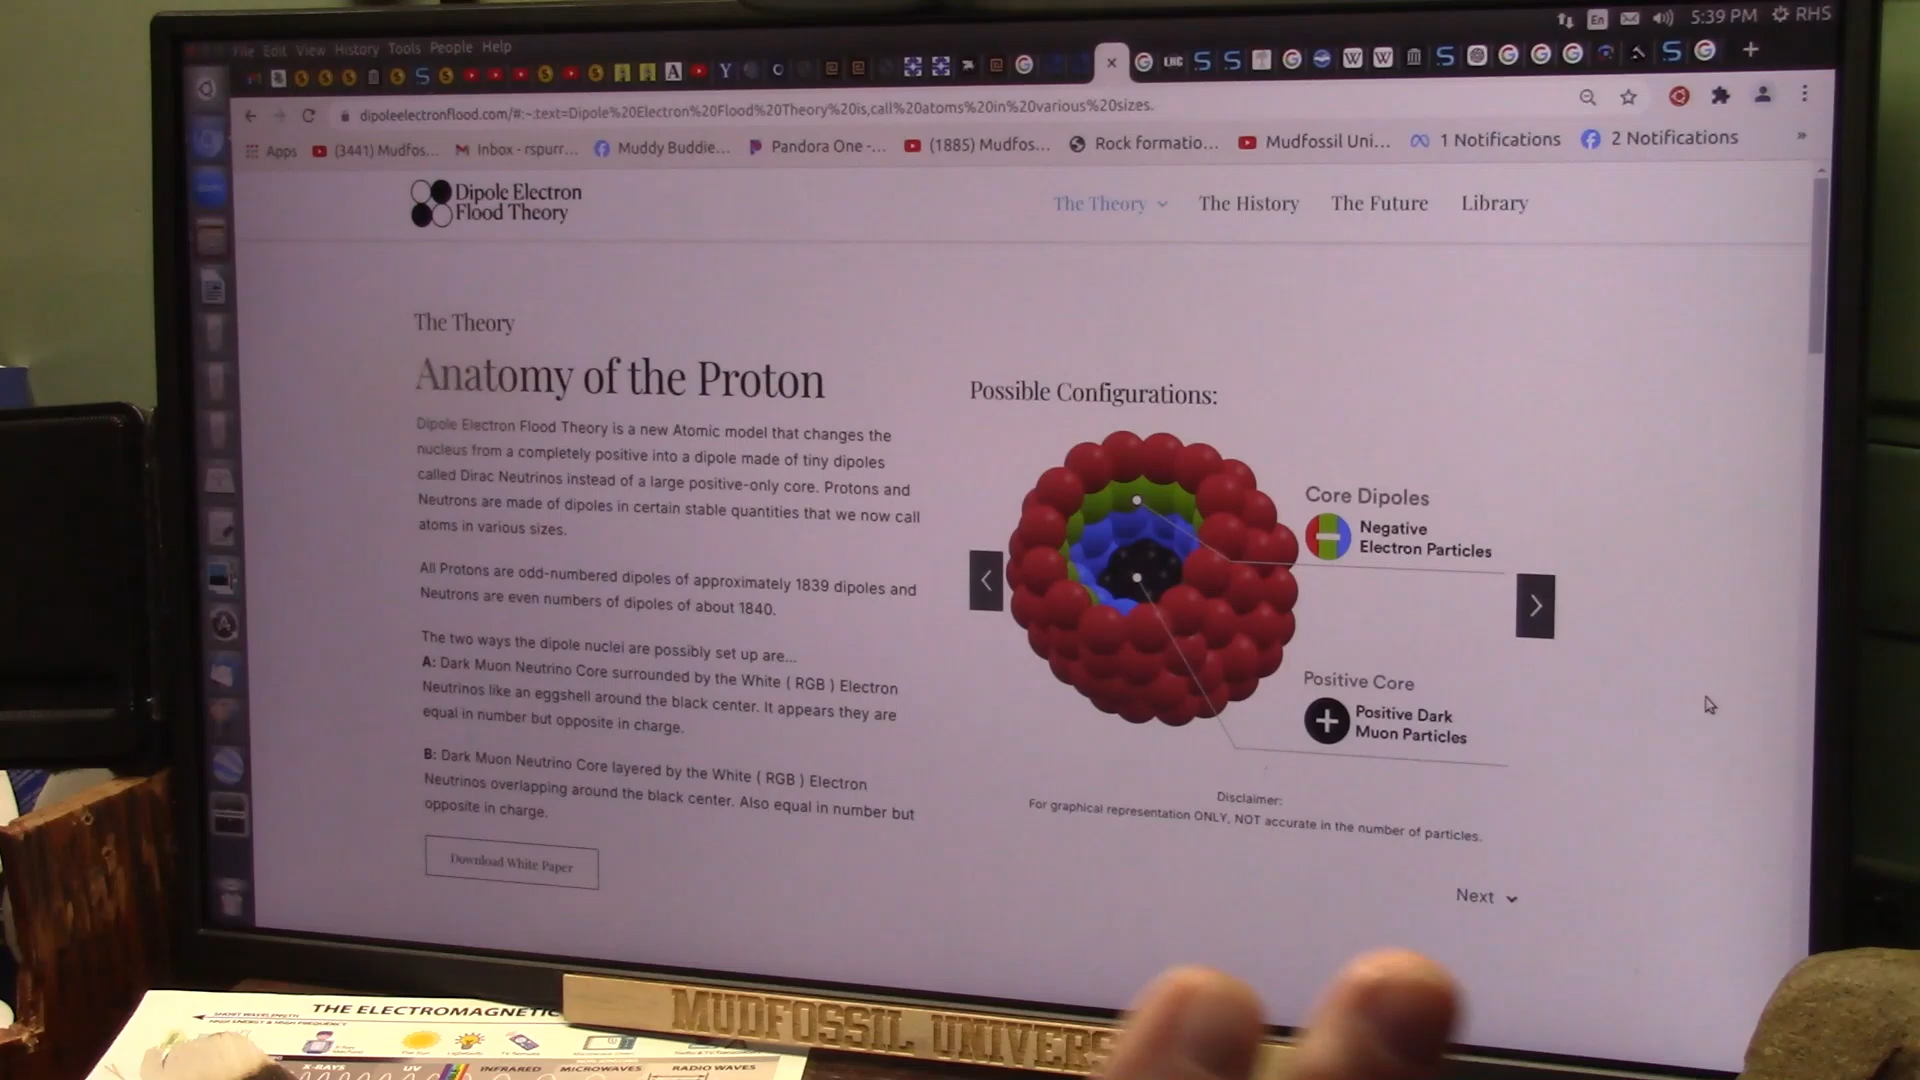 5:39 PM RHS
File Edit View History Tools People Help
dipoleelectronflood.com/#:~:text=Dipole%20Electron%20Flood%20Theory%20is,call%20atoms%20in%20various%20sizes.
Apps (3441) Mudfos... Inbox - rspurr... Muddy Buddie... Pandora One -... (1885) Mudfos... Rock formatio... Mudfossil Uni... 1 Notifications 2 Notifications »
Dipole Electron
Flood Theory
The Theory The History The Future Library
The Theory
Anatomy of the Proton
Dipole Electron Flood Theory is a new Atomic model that changes the
nucleus from a completely positive into a dipole made of tiny dipoles
called Dirac Neutrinos instead of a large positive-only core. Protons and
Neutrons are made of dipoles in certain stable quantities that we now call
atoms in various sizes.
All Protons are odd-numbered dipoles of approximately 1839 dipoles and
Neutrons are even numbers of dipoles of about 1840.
The two ways the dipole nuclei are possibly set up are...
A: Dark Muon Neutrino Core surrounded by the White ( RGB ) Electron
Neutrinos like an eggshell around the black center. It appears they are
equal in number but opposite in charge.
B: Dark Muon Neutrino Core layered by the White ( RGB ) Electron
Neutrinos overlapping around the black center. Also equal in number but
opposite in charge.
Download White Paper
Possible Configurations:
Core Dipoles
Negative
Electron Particles
Positive Core
Positive Dark
Muon Particles
Disclaimer:
For graphical representation ONLY, NOT accurate in the number of particles.
Next
MUDFOSSIL UNIVERS
THE ELECTROMAGNETIC
X-RAYS UV INFRARED MICROWAVES RADIO WAVES